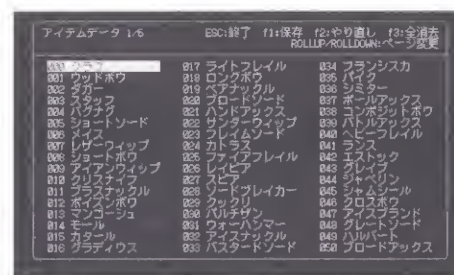 アイテムデータ 1/6
ESC:終了 f1:保存 f2:やり直し f3:全消去
ROLLUP/ROLLDOWN:ページ変更
000 クラブ
001 ウッドボウ
002 ダガー
003 スタッフ
004 バグナウ
005 ショートソード
006 メイス
007 レザーウィップ
008 ショートボウ
009 アイアンウィップ
010 クリスナイフ
011 ブラスナックル
012 ポイズンボウ
013 マンゴーシュ
014 モール
015 カタール
016 グラディウス
017 ライトフレイル
018 ロングボウ
019 ベアナックル
020 ブロードソード
021 ハンドアックス
022 サンダーウィップ
023 フレイムソード
024 カトラス
025 ファイアフレイル
026 レイピア
027 スピア
028 ソードブレイカー
029 ククリ
030 バルチザン
031 ウォーハンマー
032 アイスナックル
033 バスタードソード
034 フランシスカ
035 パイク
036 シミター
037 ポールアックス
038 コンポジットボウ
039 バトルアックス
040 ヘビーフレイル
041 ランス
042 エストック
043 グレイブ
044 ジャベリン
045 シャムシール
046 クロスボウ
047 アイスブランド
048 グレートソード
049 ハルバート
050 ブロードアックス